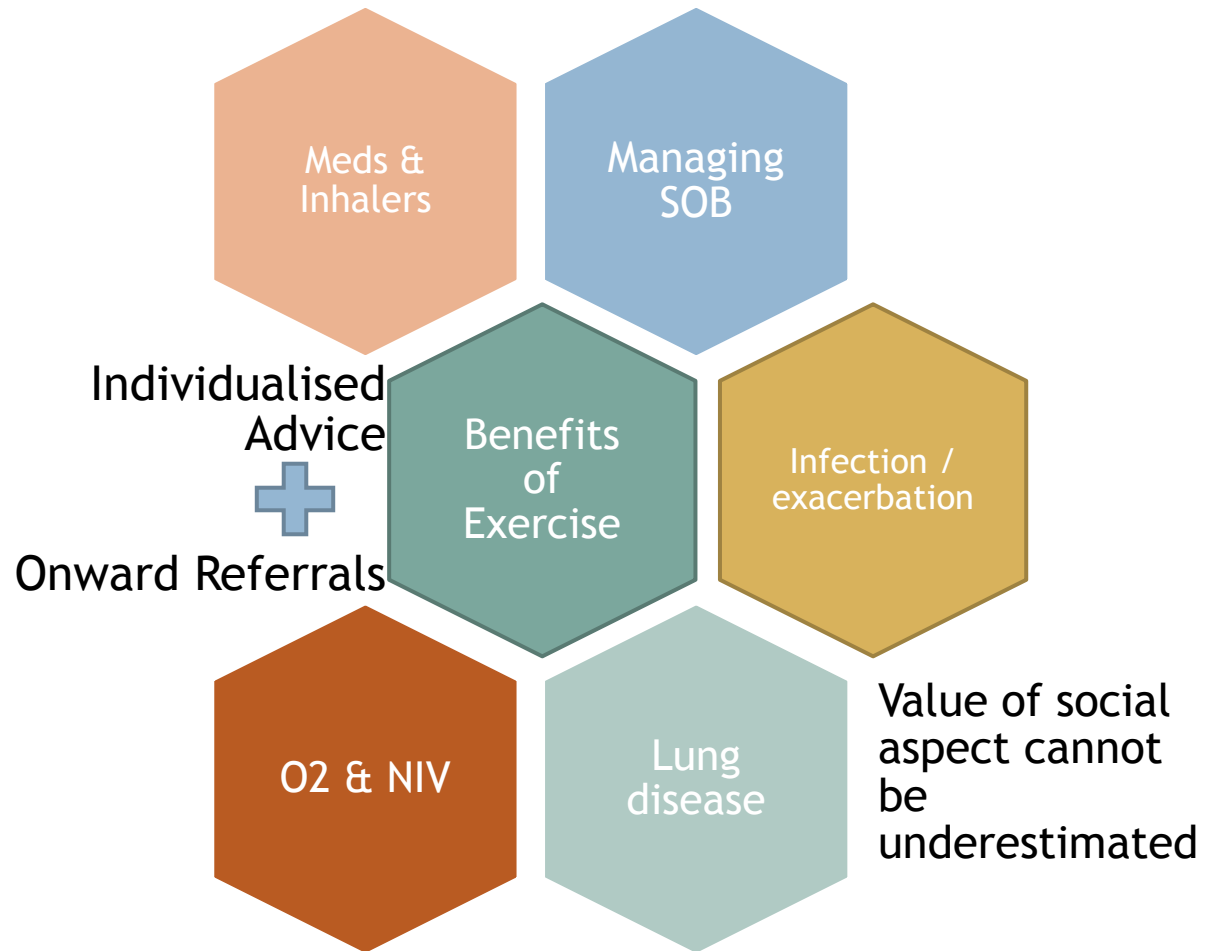 Meds &
Inhalers
Managing
SOB
Individualised
Advice
Onward Referrals
Benefits
of
Exercise
Infection /
exacerbation
O2 & NIV
Lung
disease
Value of social
aspect cannot
be
underestimated